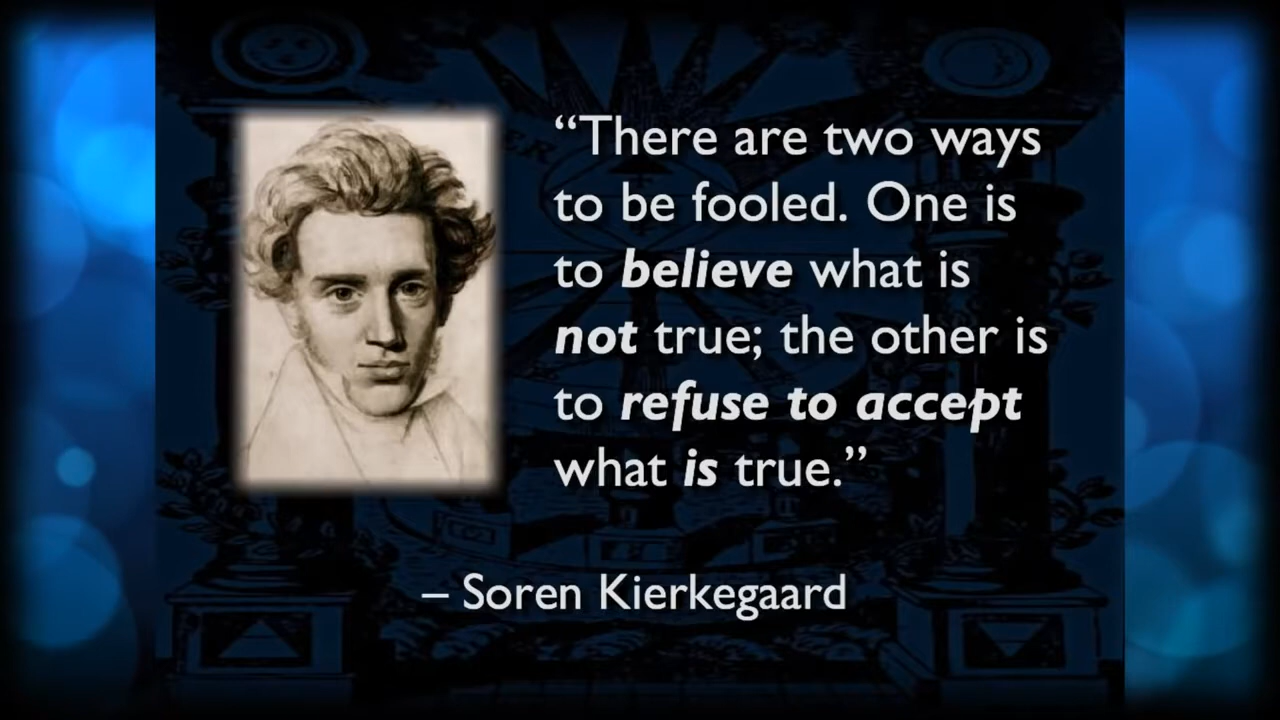 “There are two ways
to be fooled. One is
to believe what is
not true; the other is
to refuse to accept
what is true.”
– Soren Kierkegaard